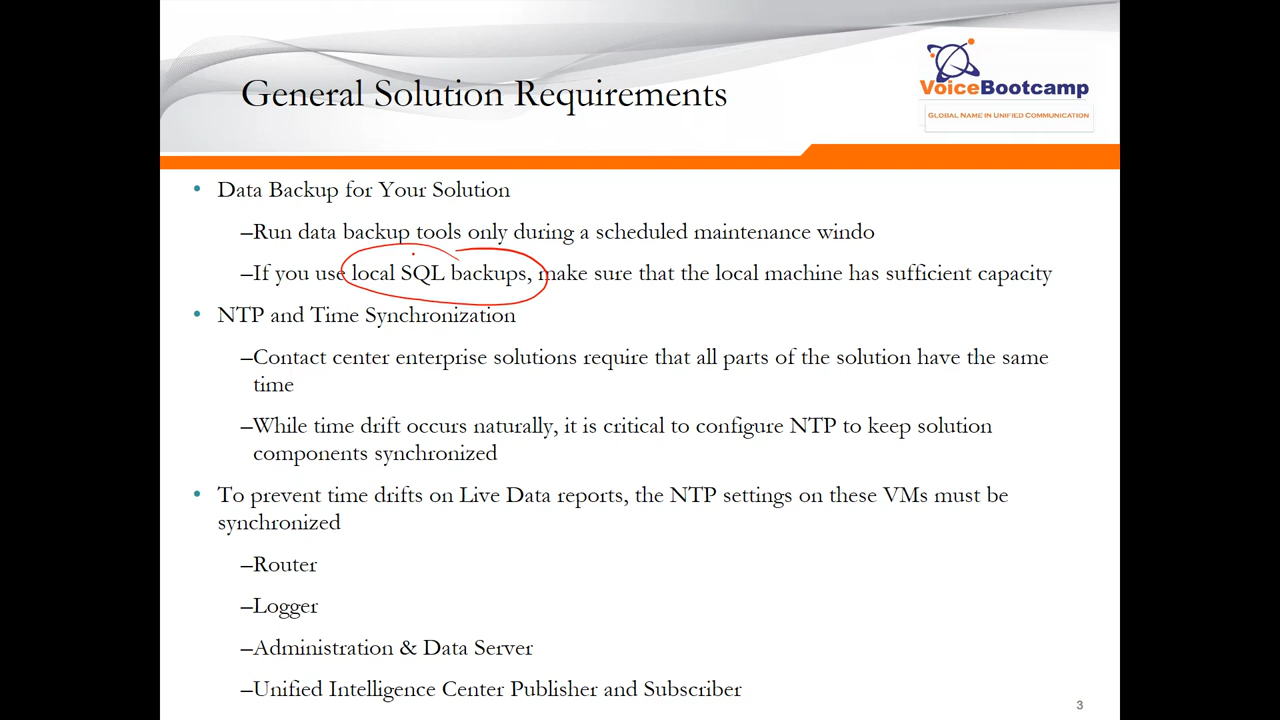 General Solution Requirements
VoiceBootcamp
GLOBAL NAME IN UNIFIED COMMUNICATION
• Data Backup for Your Solution
–Run data backup tools only during a scheduled maintenance windo
–If you use local SQL backups, make sure that the local machine has sufficient capacity
• NTP and Time Synchronization
–Contact center enterprise solutions require that all parts of the solution have the same
time
–While time drift occurs naturally, it is critical to configure NTP to keep solution
components synchronized
• To prevent time drifts on Live Data reports, the NTP settings on these VMs must be
synchronized
–Router
–Logger
–Administration & Data Server
–Unified Intelligence Center Publisher and Subscriber
3